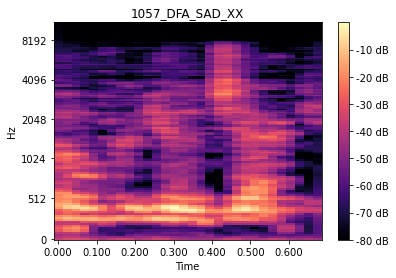 1057_DFA_SAD_XX
8192
4096
2048
1024
512
0
Hz
0.000 0.100 0.200 0.300 0.400 0.500 0.600
Time
-10 dB
-20 dB
-30 dB
-40 dB
-50 dB
-60 dB
-70 dB
-80 dB